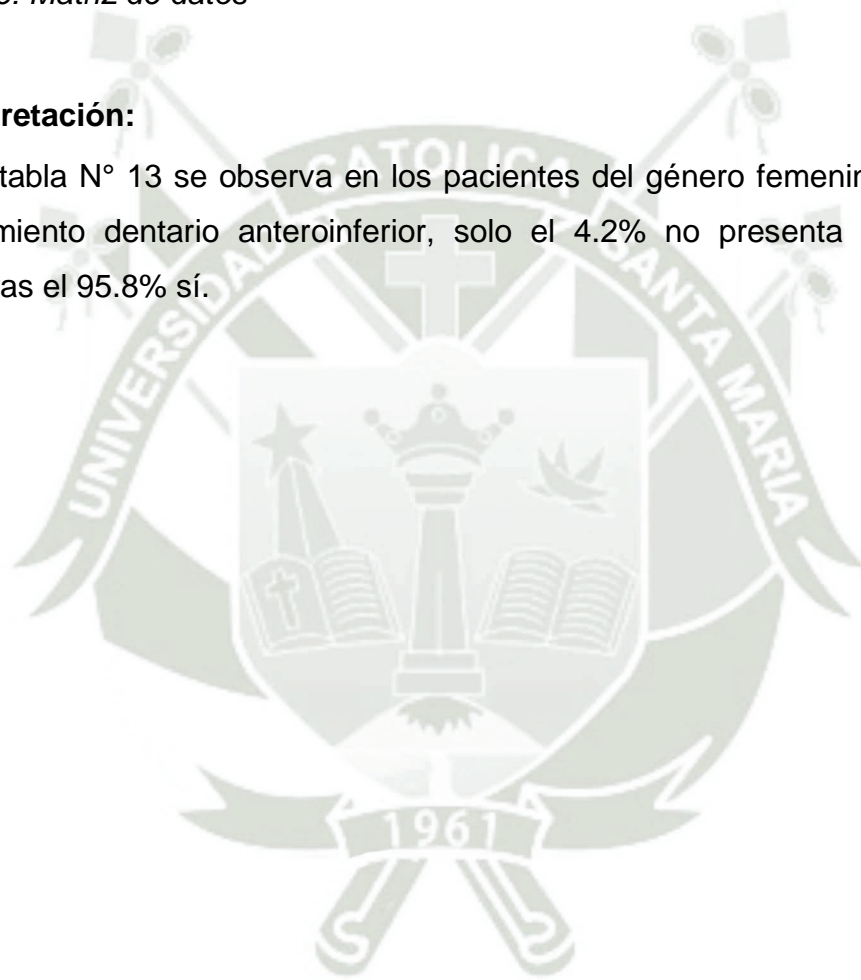 o: Matriz de datos
retación:
tabla N° 13 se observa en los pacientes del género femenin
miento dentario anteroinferior, solo el 4.2% no presenta
as el 95.8% sí.
UNIVERSIDAD CATOLICA SANTA MARIA
1961